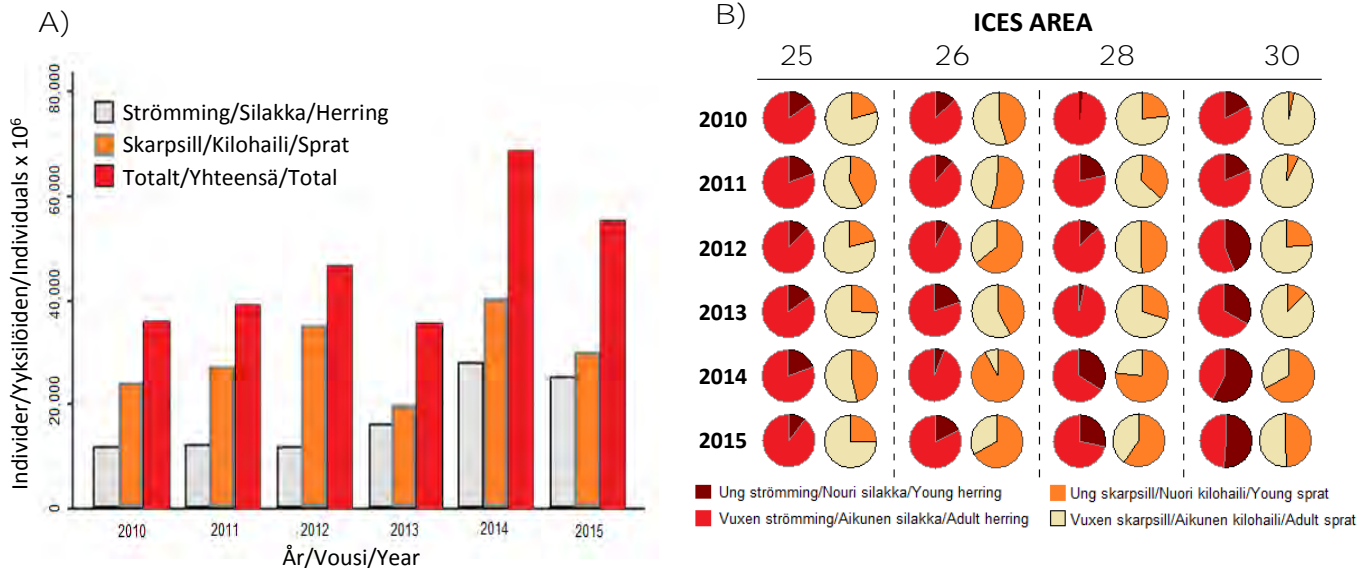 A)
80,000
60,000
40,000
20,000
0
Individer/Yyksilöiden/Individuals x 10⁶
Strömming/Silakka/Herring
Skarpsill/Kilohaili/Sprat
Totalt/Yhteensä/Total
2010 2011 2012 2013 2014 2015
År/Vousi/Year
B)
ICES AREA
25 26 28 30
2010
2011
2012
2013
2014
2015
Ung strömming/Nouri silakka/Young herring
Ung skarpsill/Nuori kilohaili/Young sprat
Vuxen strömming/Aikunen silakka/Adult herring
Vuxen skarpsill/Aikunen kilohaili/Adult sprat